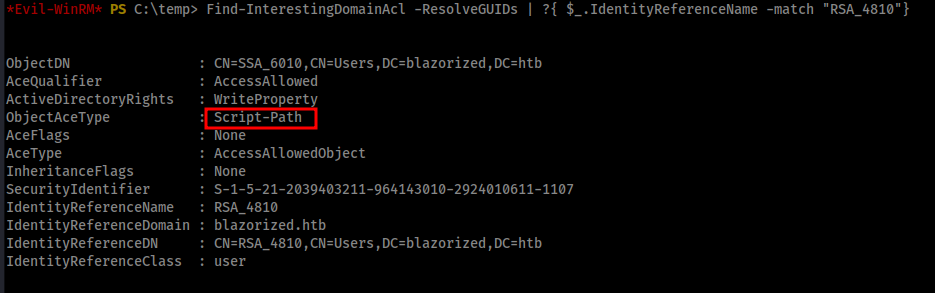 *Evil-WinRM* PS C:\temp> Find-InterestingDomainAcl -ResolveGUIDs | ?{ $_.IdentityReferenceName -match "RSA_4810"}
ObjectDN                : CN=SSA_6010,CN=Users,DC=blazorized,DC=htb
AceQualifier            : AccessAllowed
ActiveDirectoryRights   : WriteProperty
ObjectAceType           : Script-Path
AceFlags                : None
AceType                 : AccessAllowedObject
InheritanceFlags        : None
SecurityIdentifier      : S-1-5-21-2039403211-964143010-2924010611-1107
IdentityReferenceName   : RSA_4810
IdentityReferenceDomain : blazorized.htb
IdentityReferenceDN     : CN=RSA_4810,CN=Users,DC=blazorized,DC=htb
IdentityReferenceClass  : user